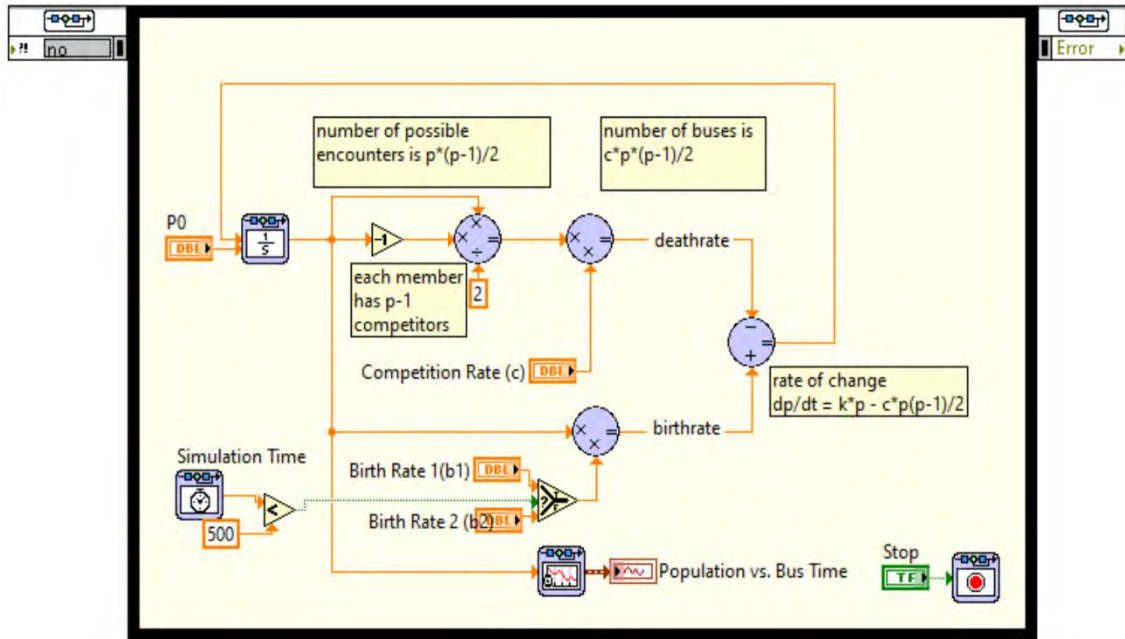 ?! no
Error
number of possible
encounters is p*(p-1)/2
number of buses is
c*p*(p-1)/2
P0
DBL
1
S
-1
×
×
÷
=
×
×
=
deathrate
2
each member
has p-1
competitors
-
+
=
Competition Rate (c)
DBL
rate of change
dp/dt = k*p - c*p(p-1)/2
×
×
=
birthrate
Simulation Time
Birth Rate 1(b1)
DBL
<
?
T
F
500
Birth Rate 2 (b2)
DBL
Population vs. Bus Time
Stop
TF